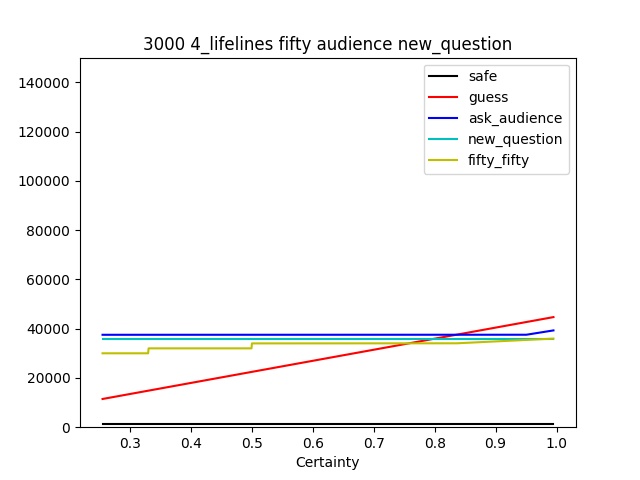 3000 4_lifelines fifty audience new_question
140000
120000
100000
80000
60000
40000
20000
0
safe
guess
ask_audience
new_question
fifty_fifty
0.3 0.4 0.5 0.6 0.7 0.8 0.9 1.0
Certainty